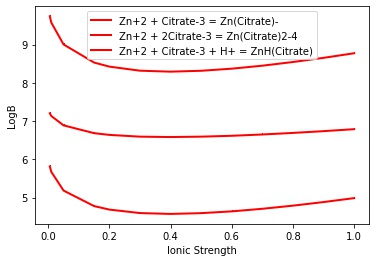 Zn+2 + Citrate-3 = Zn(Citrate)-
Zn+2 + 2Citrate-3 = Zn(Citrate)2-4
Zn+2 + Citrate-3 + H+ = ZnH(Citrate)
LogB
9
8
7
6
5
0.0 0.2 0.4 0.6 0.8 1.0
Ionic Strength